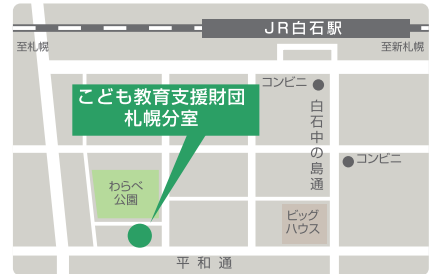 JR白石駅
至札幌
至新札幌
コンビニ
こども教育支援財団
札幌分室
白石中の島通
コンビニ
わらべ
公園
ビッグ
ハウス
平和通